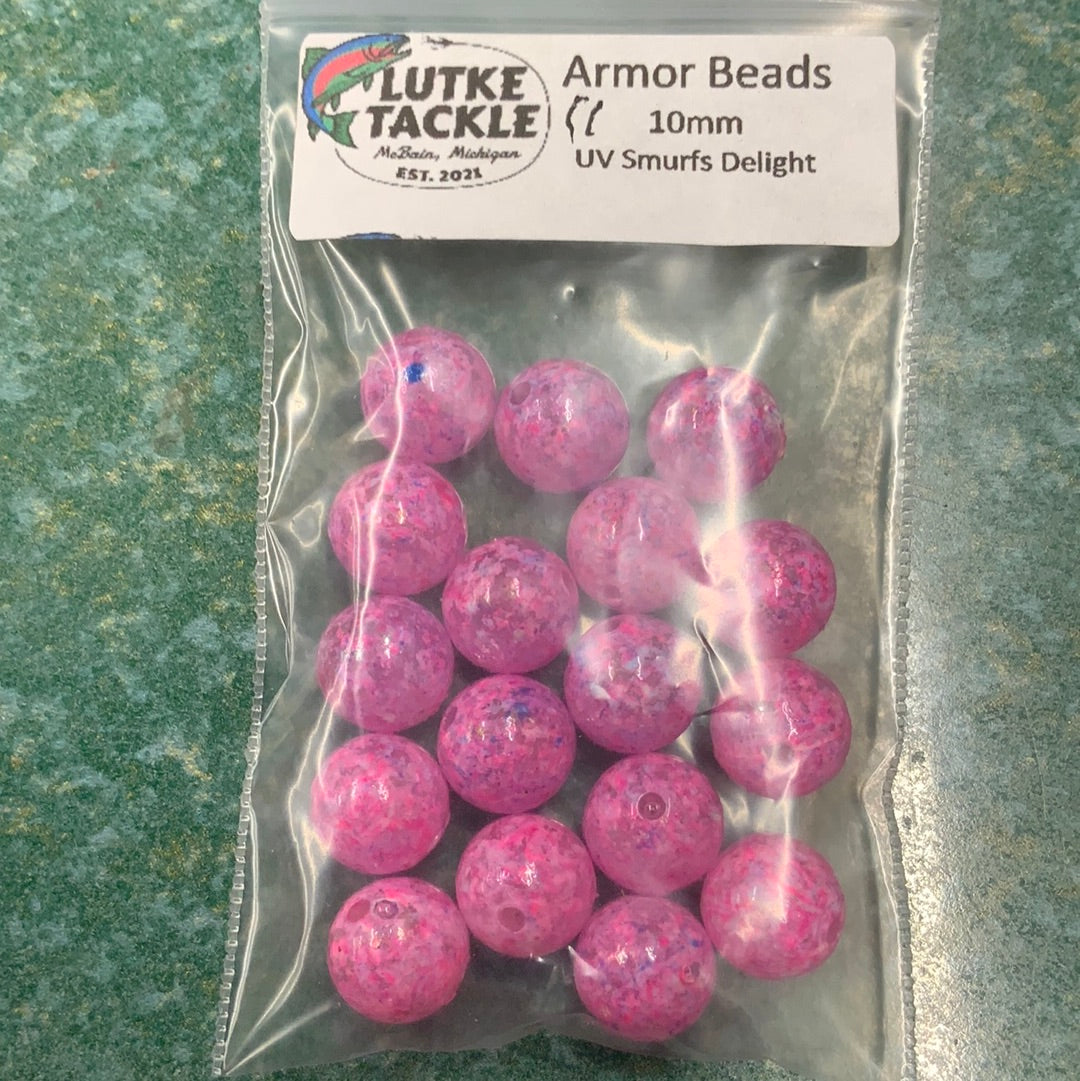 LUTKE
TACKLE
McBain, Michigan
EST. 2021
Armor Beads
10mm
UV Smurfs Delight